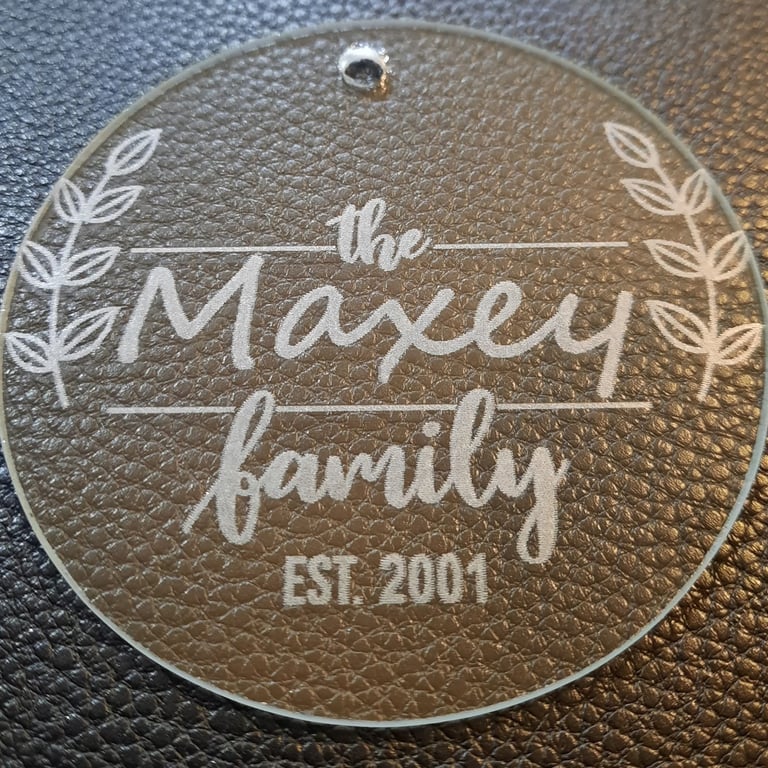 the
Maxey
family
EST. 2001